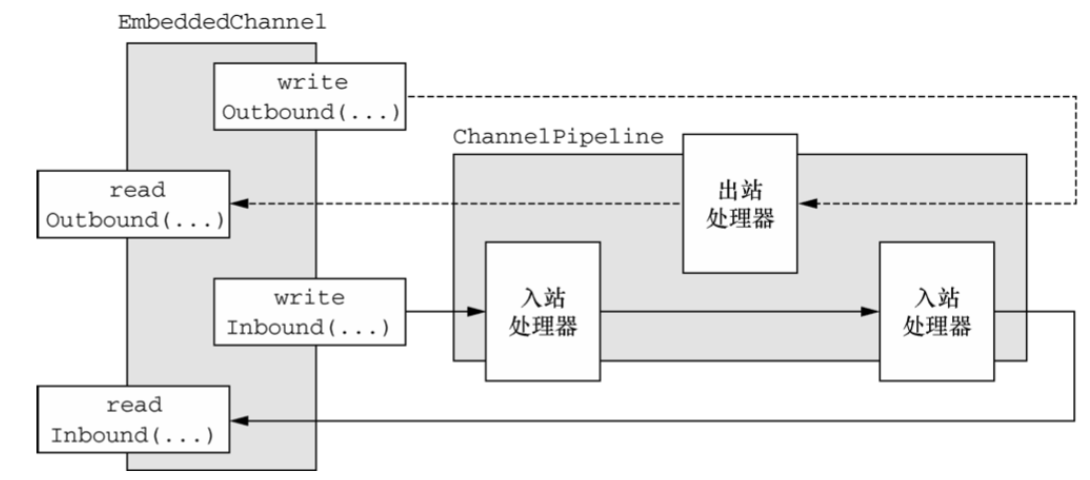 EmbeddedChannel
write
Outbound(...)
ChannelPipeline
出站
处理器
read
Outbound(...)
write
Inbound(...)
入站
处理器
入站
处理器
read
Inbound(...)